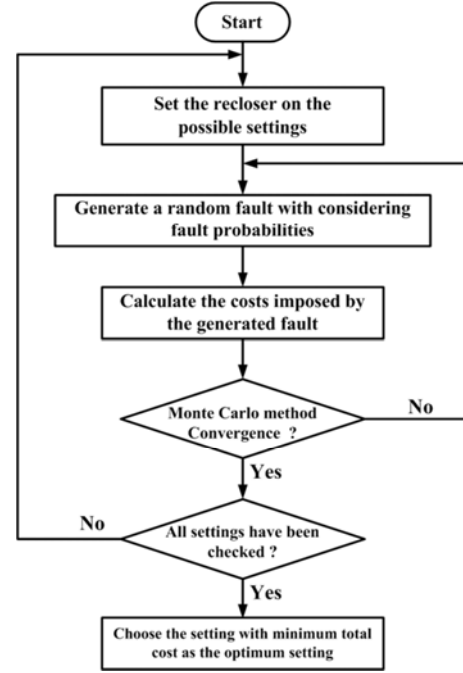 Start
Set the recloser on the
possible settings
Generate a random fault with considering
fault probabilities
Calculate the costs imposed by
the generated fault
Monte Carlo method
Convergence ?
No
Yes
All settings have been
checked ?
No
Yes
Choose the setting with minimum total
cost as the optimum setting